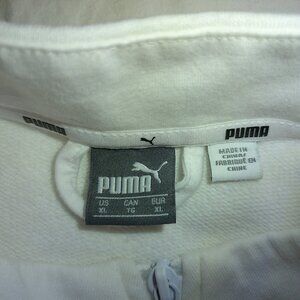 PUMA
PUMA
MADE IN
CHINA/
FABRIQUÉ EN
CHINE
PUMA
US CAN EUR
XL TG XL